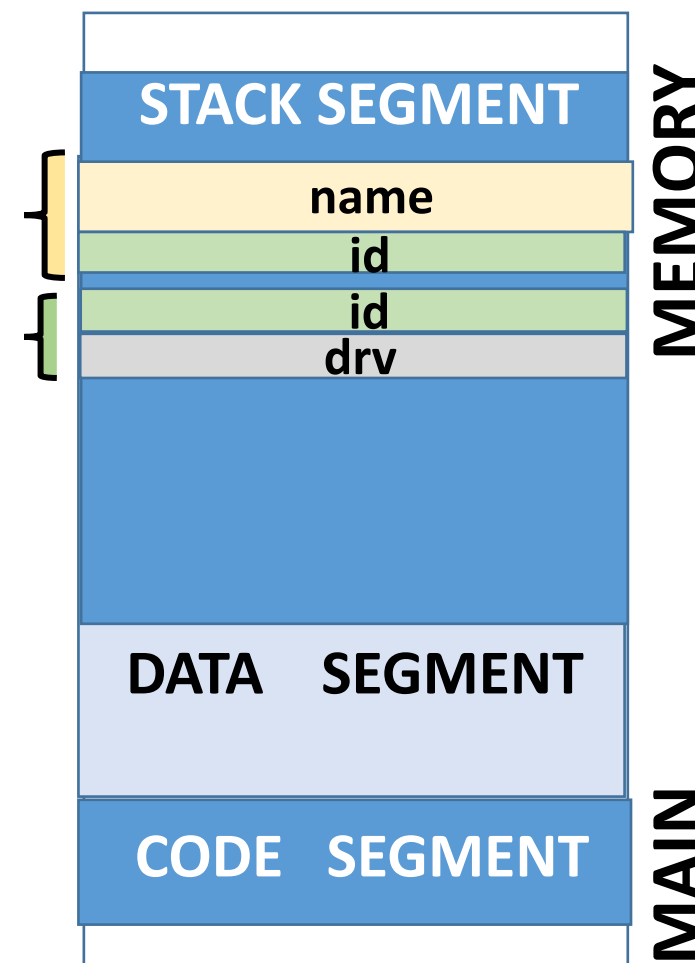 STACK SEGMENT
name
id
id
drv
DATA SEGMENT
CODE SEGMENT
MAIN MEMORY